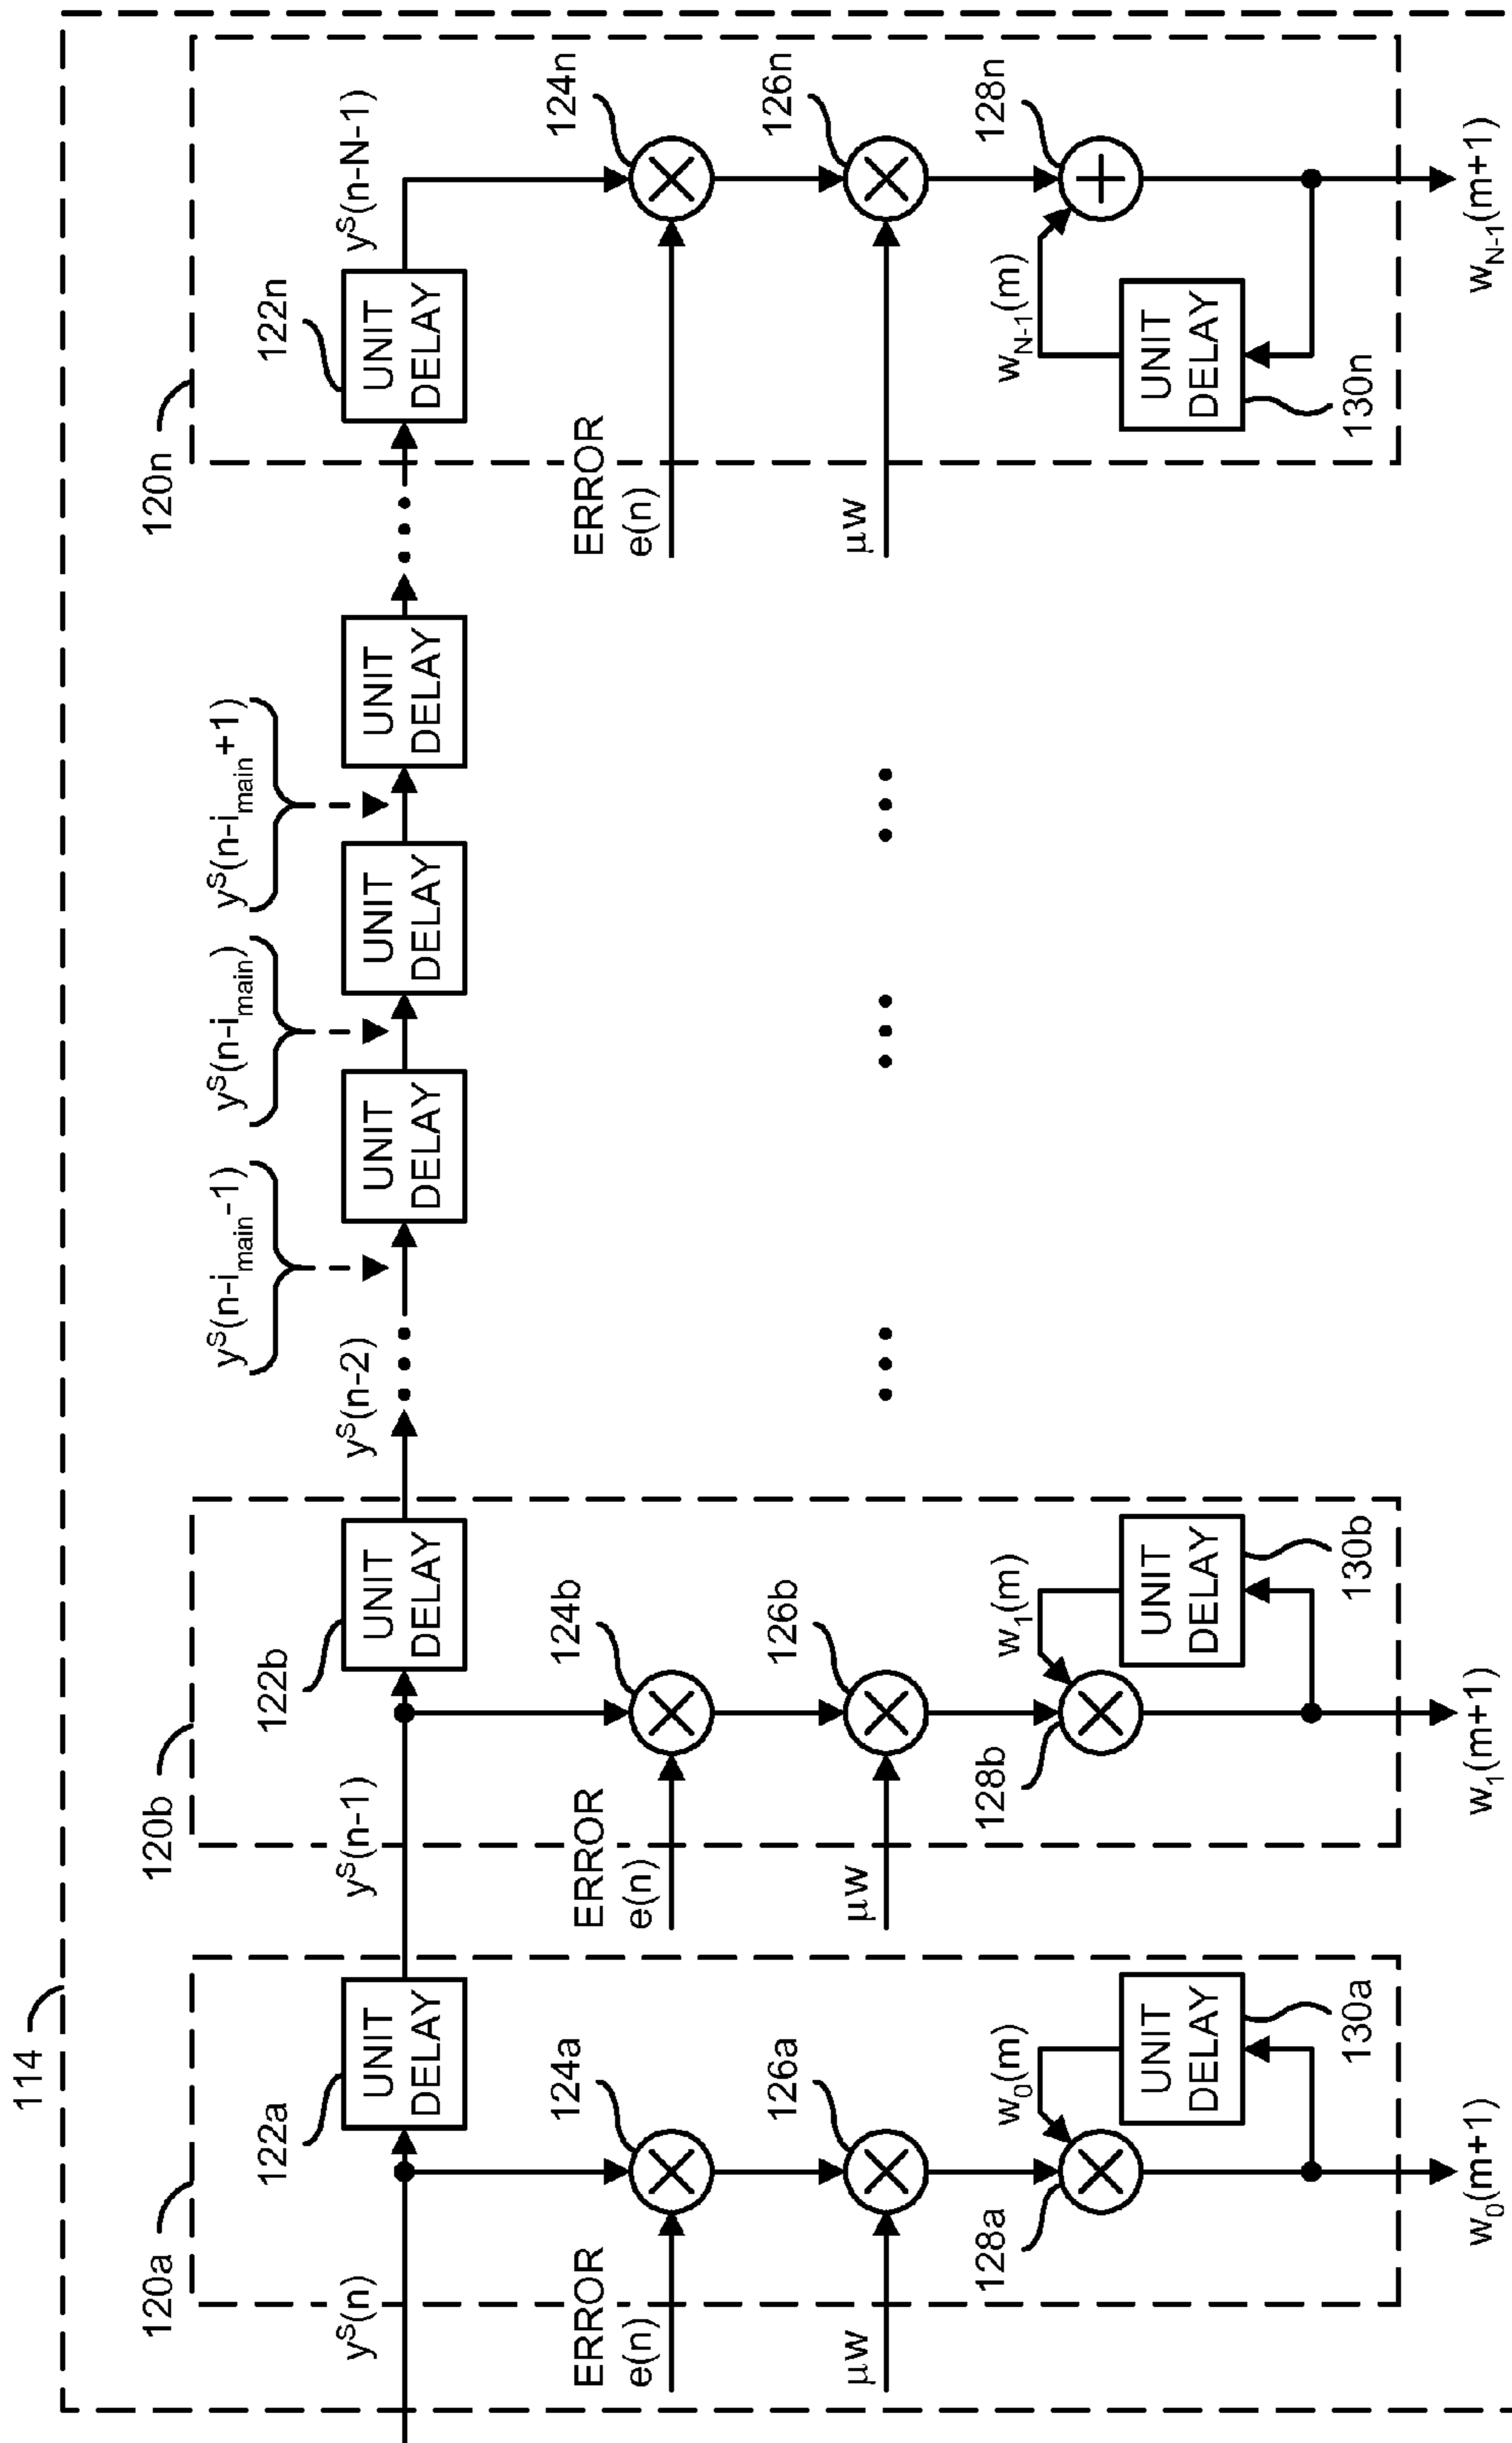 114
120a
120b
120n
y^S(n)
122a
UNIT
DELAY
y^S(n-1)
122b
UNIT
DELAY
y^S(n-2)
y^S(n-i_main-1)
UNIT
DELAY
y^S(n-i_main)
UNIT
DELAY
y^S(n-i_main+1)
UNIT
DELAY
122n
UNIT
DELAY
y^S(n-N-1)
ERROR
e(n)
124a
ERROR
e(n)
124b
ERROR
e(n)
124n
μW
126a
μW
126b
μW
126n
128a
w_0(m)
UNIT
DELAY
130a
128b
w_1(m)
UNIT
DELAY
130b
w_N-1(m)
UNIT
DELAY
130n
128n
w_0(m+1)
w_1(m+1)
w_N-1(m+1)